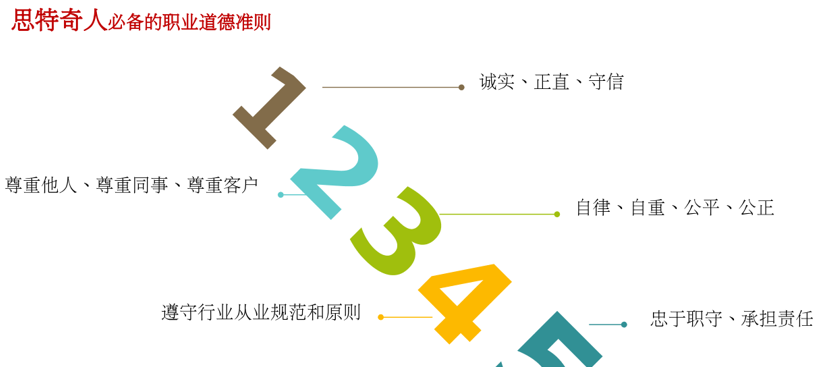 思特奇人必备的职业道德准则
1
诚实、正直、守信
2
尊重他人、尊重同事、尊重客户
3
自律、自重、公平、公正
4
遵守行业从业规范和原则
5
忠于职守、承担责任